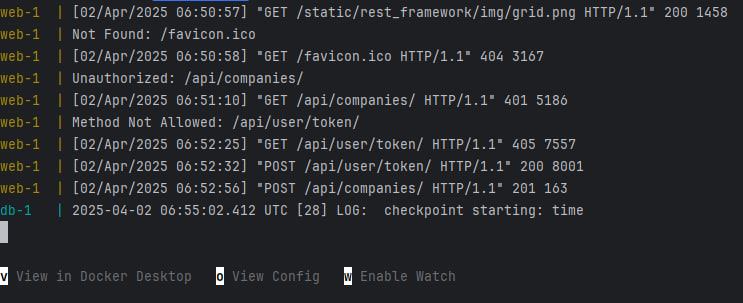 web-1  | [02/Apr/2025 06:50:57] "GET /static/rest_framework/img/grid.png HTTP/1.1" 200 1458
web-1  | Not Found: /favicon.ico
web-1  | [02/Apr/2025 06:50:58] "GET /favicon.ico HTTP/1.1" 404 3167
web-1  | Unauthorized: /api/companies/
web-1  | [02/Apr/2025 06:51:10] "GET /api/companies/ HTTP/1.1" 401 5186
web-1  | Method Not Allowed: /api/user/token/
web-1  | [02/Apr/2025 06:52:25] "GET /api/user/token/ HTTP/1.1" 405 7557
web-1  | [02/Apr/2025 06:52:32] "POST /api/user/token/ HTTP/1.1" 200 8001
web-1  | [02/Apr/2025 06:52:56] "POST /api/companies/ HTTP/1.1" 201 163
db-1   | 2025-04-02 06:55:02.412 UTC [28] LOG:  checkpoint starting: time
v View in Docker Desktop   o View Config   w Enable Watch